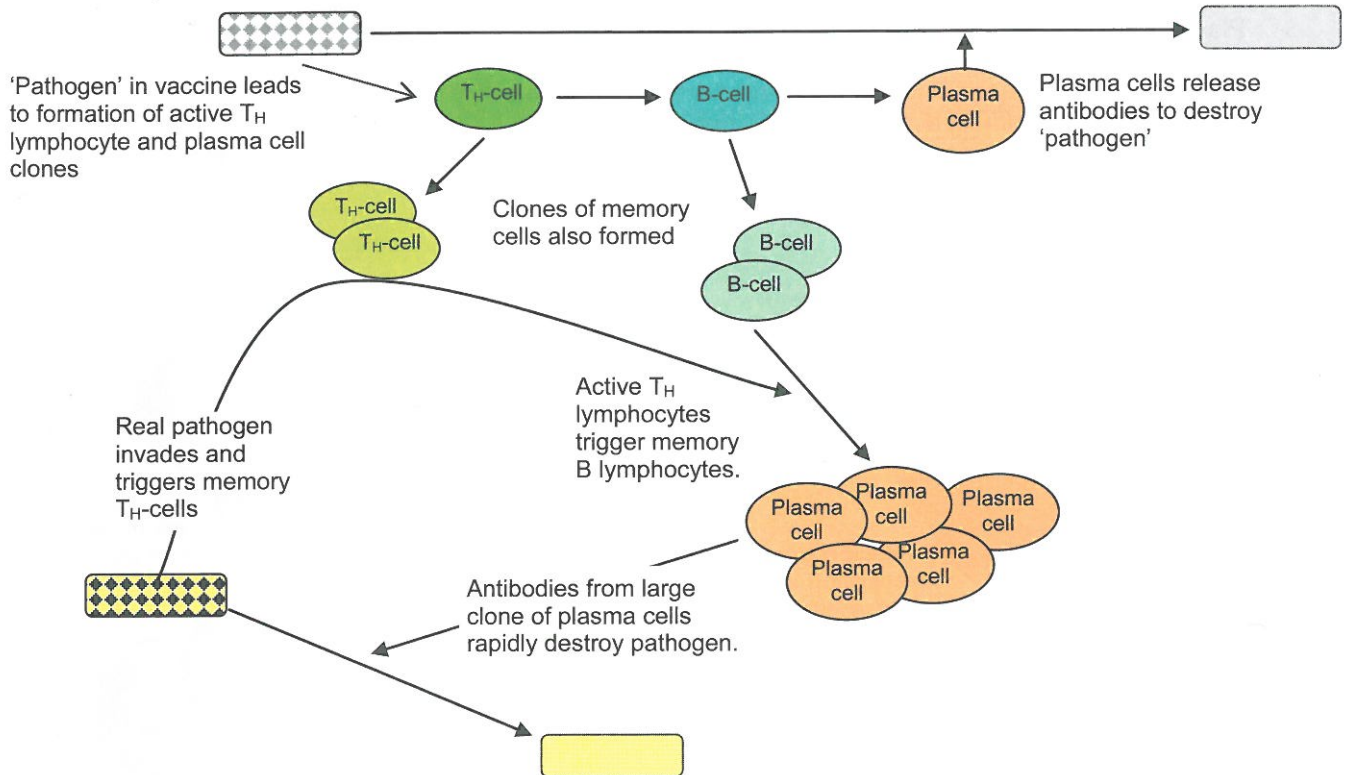 'Pathogen' in vaccine leads
to formation of active TH
lymphocyte and plasma cell
clones
TH-cell
B-cell
Plasma
cell
Plasma cells release
antibodies to destroy
'pathogen'
TH-cell
TH-cell
Clones of memory
cells also formed
B-cell
B-cell
Real pathogen
invades and
triggers memory
TH-cells
Active TH
lymphocytes
trigger memory
B lymphocytes.
Plasma
cell
Plasma
cell
Plasma
cell
Plasma
cell
Plasma
cell
Antibodies from large
clone of plasma cells
rapidly destroy pathogen.